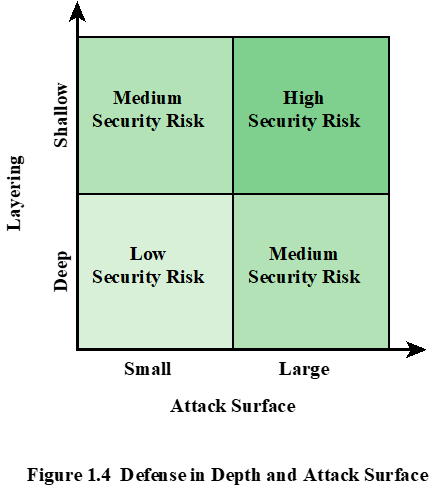 Layering
Shallow
Deep
Medium
Security Risk
High
Security Risk
Low
Security Risk
Medium
Security Risk
Small
Large
Attack Surface
Figure 1.4 Defense in Depth and Attack Surface